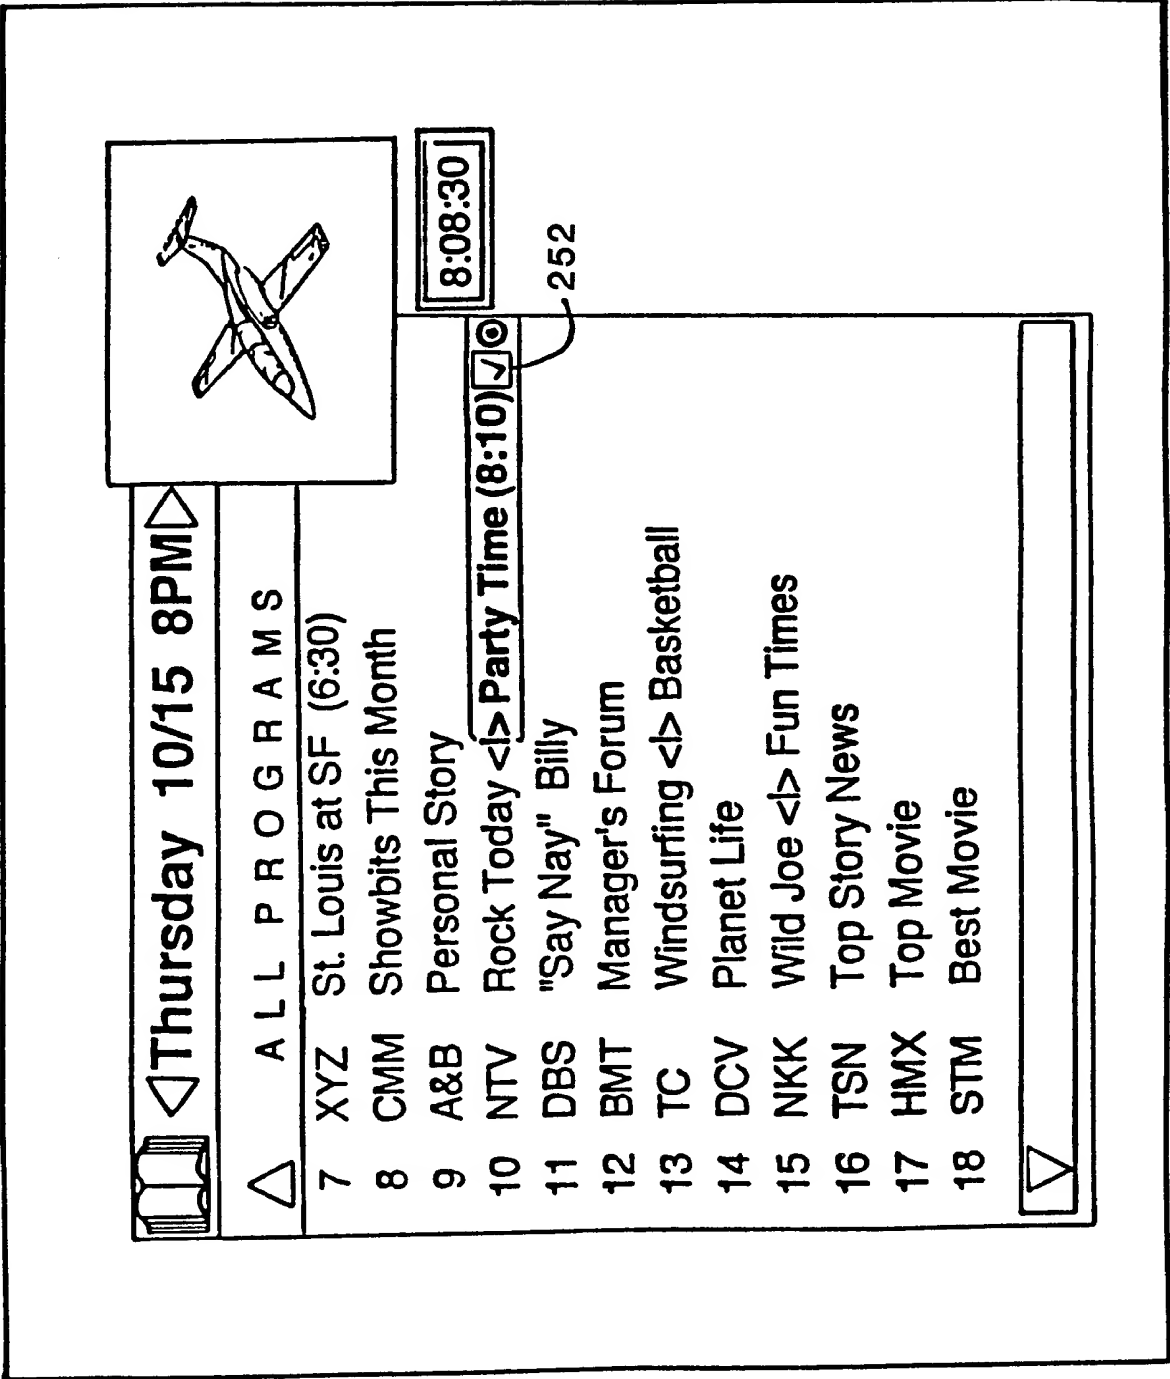 Thursday 10/15 8PM
ALL PROGRAMS
8:08:30
7 XYZ St. Louis at SF (6:30)
8 CMM Showbits This Month
9 A&B Personal Story
10 NTV Rock Today <I> Party Time (8:10)
252
11 DBS "Say Nay" Billy
12 BMT Manager's Forum
13 TC Windsurfing <I> Basketball
14 DCV Planet Life
15 NKK Wild Joe <I> Fun Times
16 TSN Top Story News
17 HMX Top Movie
18 STM Best Movie